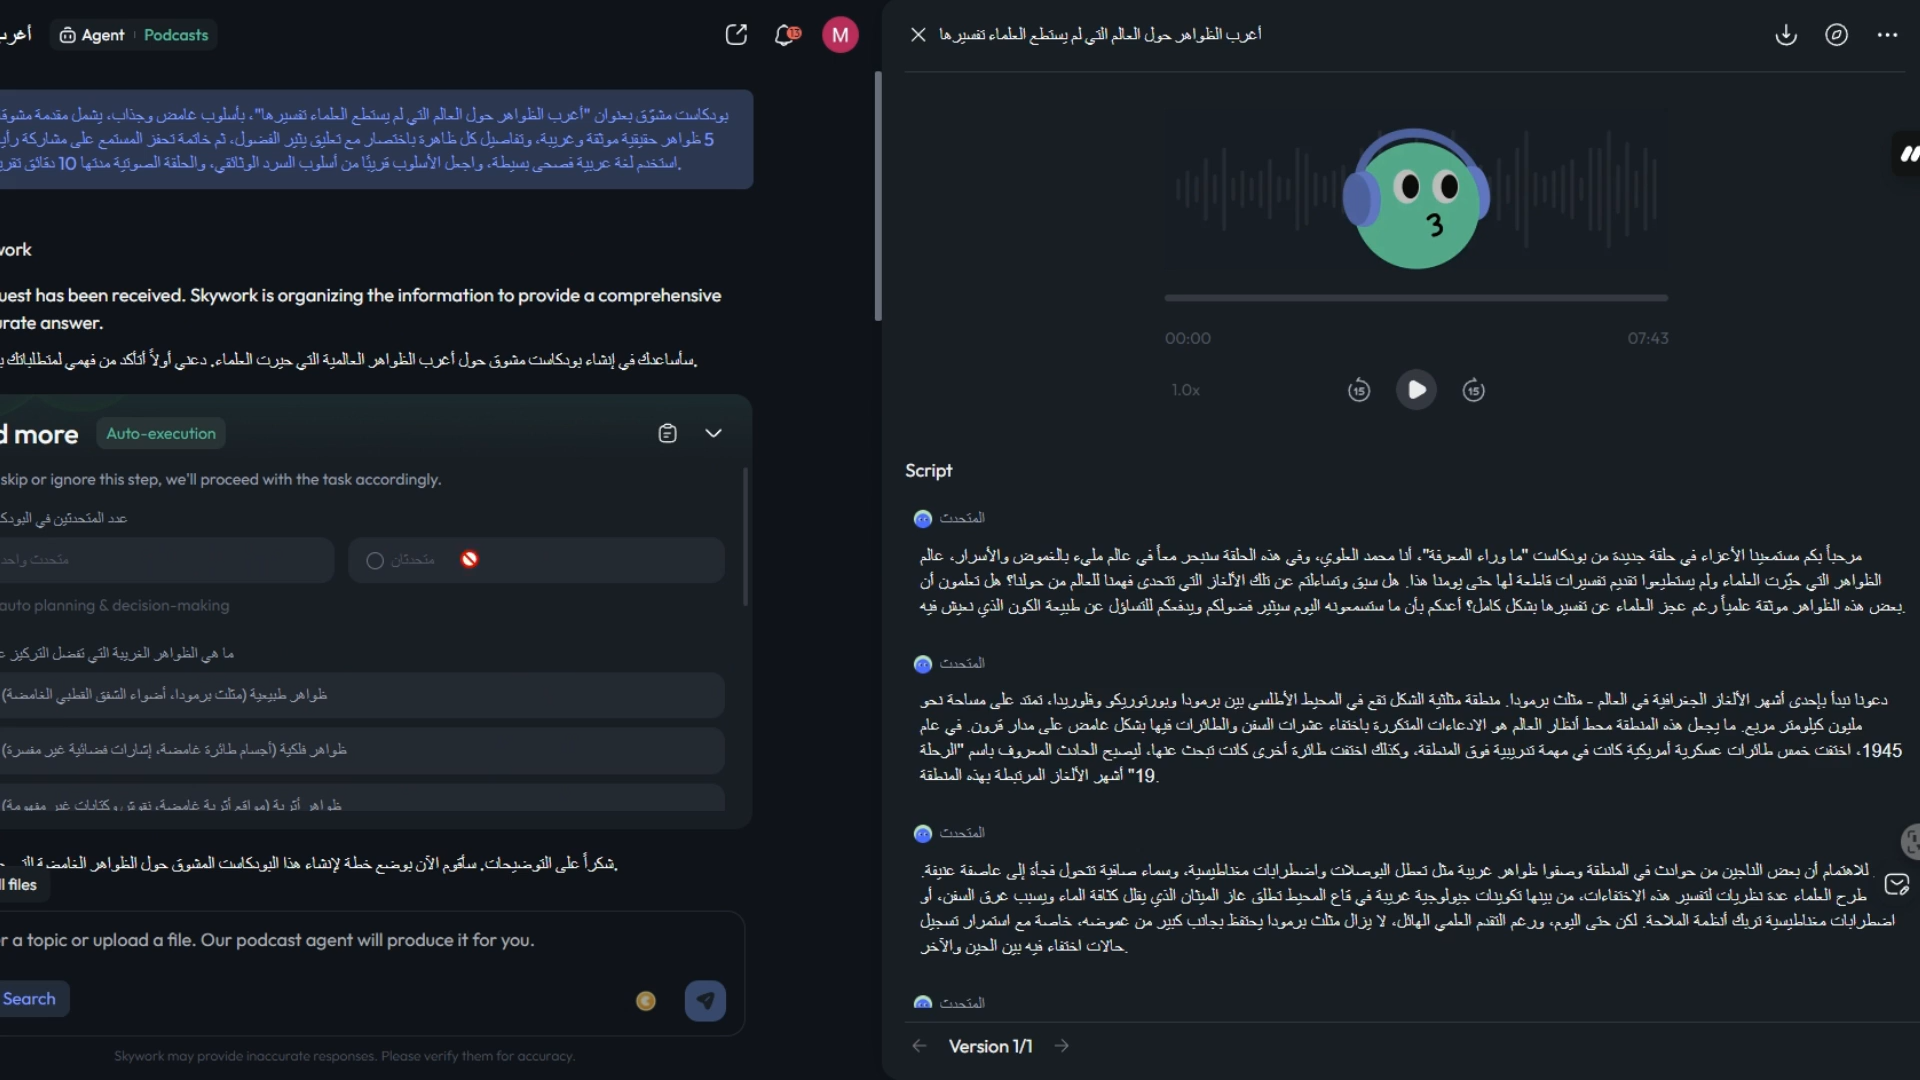 Agent
Podcasts
13
M
بودكاست مشوّق بعنوان "أغرب الظواهر حول العالم التي لم يستطع العلماء تفسيرها"، بأسلوب غامض وجذاب، يشمل مقدمة مشوقة
5 ظواهر حقيقية موثقة وغريبة، وتفاصيل كل ظاهرة باختصار مع تعليق يثير الفضول، ثم خاتمة تحفز المستمع على مشاركة
استخدم لغة عربية فصحى بسيطة، واجعل الأسلوب قريبًا من أسلوب السرد الوثائقي، والحلقة الصوتية مدتها 10 دقائق.
has been received. Skywork is organizing the information to provide a comprehensive
answer.
سأساعدك في إنشاء بودكاست مشوق حول أغرب الظواهر العالمية التي حيرت العلماء. دعني أولاً أتأكد من فهمي لمتطلباتك.
more
Auto-execution
skip or ignore this step, we'll proceed with the task accordingly.
عدد المتحدثين في
متحدث
متحدثان
auto planning & decision-making
ما هي الظواهر الغريبة التي تفضل التركيز
ظواهر طبيعية (مثلث برمودا، أضواء الشفق القطبي الغامضة)
ظواهر فلكية (أجسام طائرة غامضة، إشارات فضائية غير مفسرة)
ظواهر أثرية (مواقع أثرية غامضة، نقوش وكتابات غير مفهومة)
شكراً على التوضيحات. سأقوم الآن بوضع خطة لإنشاء هذا البودكاست المشوق حول الظواهر الغامضة.
files
a topic or upload a file. Our podcast agent will produce it for you.
Search
Skywork may provide inaccurate responses. Please verify them for accuracy.
أغرب الظواهر حول العالم التي لم يستطع العلماء تفسيرها
00:00
07:43
1.0x
15
15
Script
المتحدث
مرحباً بكم مستمعينا الأعزاء في حلقة جديدة من بودكاست "ما وراء المعرفة"، أنا محمد العلوي، وفي هذه الحلقة سنبحر معاً في عالم مليء بالغموض والأسرار، عالم
الظواهر التي حيّرت العلماء ولم يستطيعوا تقديم تفسيرات قاطعة لها حتى يومنا هذا. هل سبق وتساءلتم عن تلك الألغاز التي تتحدى فهمنا للعالم من حولنا؟ هل تعلمون أن
بعض هذه الظواهر موثقة علمياً رغم عجز العلماء عن تفسيرها بشكل كامل؟ أعدكم بأن ما ستسمعونه اليوم سيثير فضولكم ويدفعكم للتساؤل عن طبيعة الكون الذي نعيش فيه.
المتحدث
دعونا نبدأ بإحدى أشهر الألغاز الجغرافية في العالم - مثلث برمودا. منطقة مثلثية الشكل تقع في المحيط الأطلسي بين برمودا وبورتوريكو وفلوريدا، تمتد على مساحة نحو
مليون كيلومتر مربع. ما يجعل هذه المنطقة محط أنظار العالم هو الادعاءات المتكررة باختفاء عشرات السفن والطائرات فيها بشكل غامض على مدار قرون. في عام
1945، اختفت خمس طائرات عسكرية أمريكية كانت في مهمة تدريبية فوق المنطقة، وكذلك اختفت طائرة أخرى كانت تبحث عنها، ليصبح الحادث المعروف باسم "الرحلة
19" أشهر الألغاز المرتبطة بهذه المنطقة.
المتحدث
للاهتمام أن بعض الناجين من حوادث في المنطقة وصفوا ظواهر غريبة مثل تعطل البوصلات واضطرابات مغناطيسية، وسماء صافية تتحول فجأة إلى عاصفة عنيفة.
طرح العلماء عدة نظريات لتفسير هذه الاختفاءات، من بينها تكوينات جيولوجية غريبة في قاع المحيط تطلق غاز الميثان الذي يقلل كثافة الماء ويسبب غرق السفن، أو
اضطرابات مغناطيسية تربك أنظمة الملاحة. لكن حتى اليوم، ورغم التقدم العلمي الهائل، لا يزال مثلث برمودا يحتفظ بجانب كبير من غموضه، خاصة مع استمرار تسجيل
حالات اختفاء فيه بين الحين والآخر.
المتحدث
Version 1/1